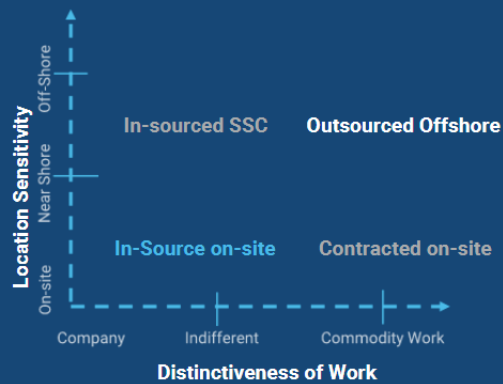 Location Sensitivity
Off-Shore
Near Shore
On-site
In-sourced SSC
Outsourced Offshore
In-Source on-site
Contracted on-site
Company
Indifferent
Commodity Work
Distinctiveness of Work